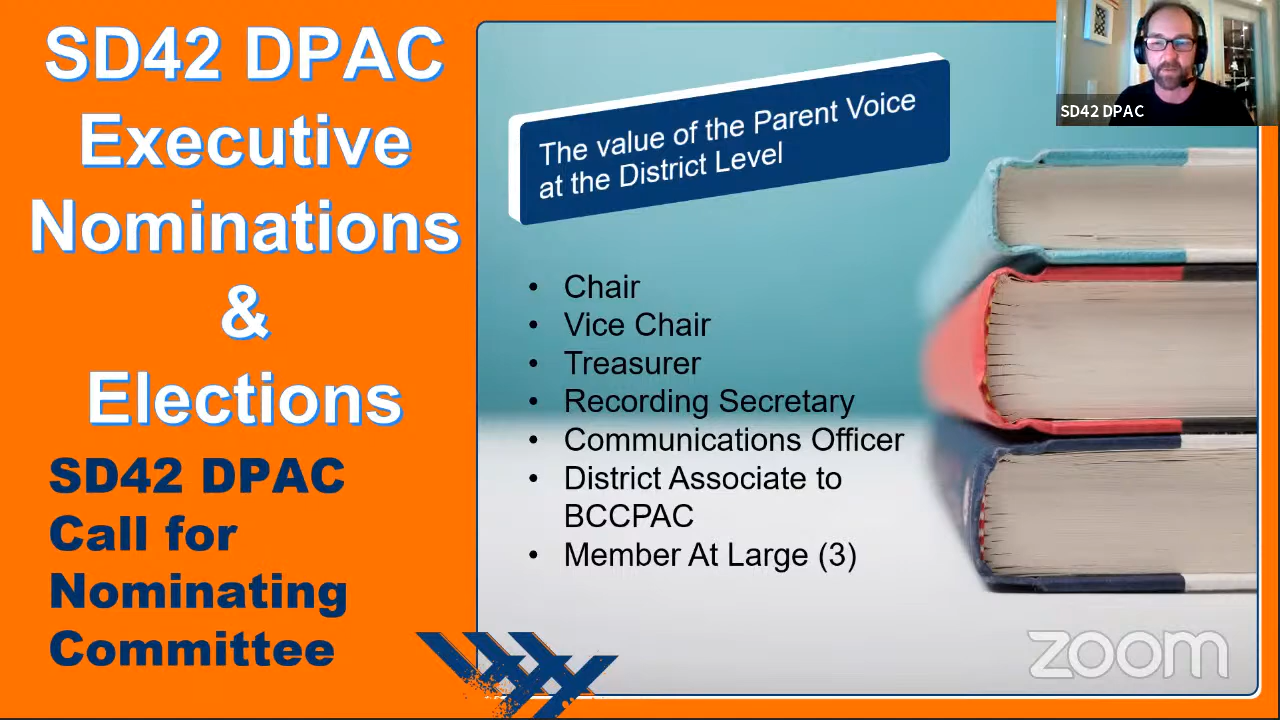 SD42 DPAC
Executive
Nominations
&
Elections
SD42 DPAC
Call for
Nominating
Committee
The value of the Parent Voice
at the District Level
• Chair
• Vice Chair
• Treasurer
• Recording Secretary
• Communications Officer
• District Associate to
BCCPAC
• Member At Large (3)
SD42 DPAC
zoom